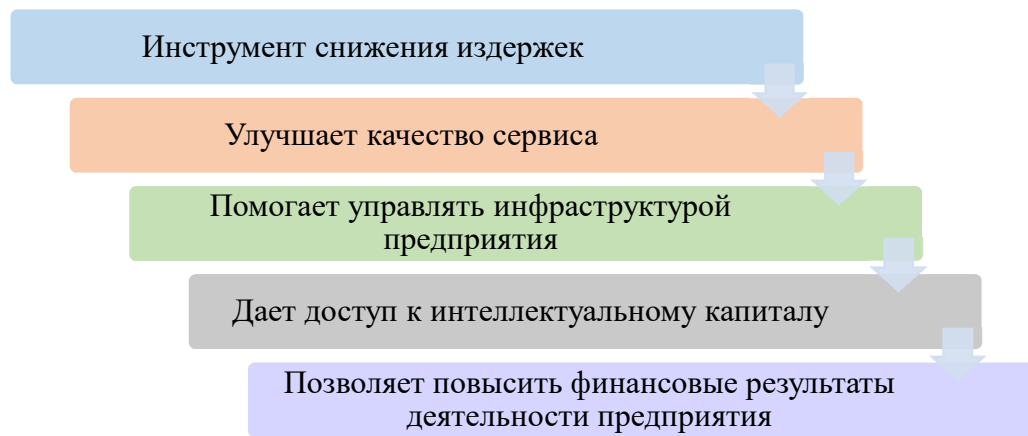 Инструмент снижения издержек
Улучшает качество сервиса
Помогает управлять инфраструктурой
предприятия
Дает доступ к интеллектуальному капиталу
Позволяет повысить финансовые результаты
деятельности предприятия